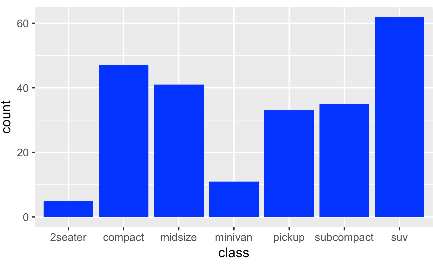 60
40
20
0
count
2seater compact midsize minivan pickup subcompact suv
class